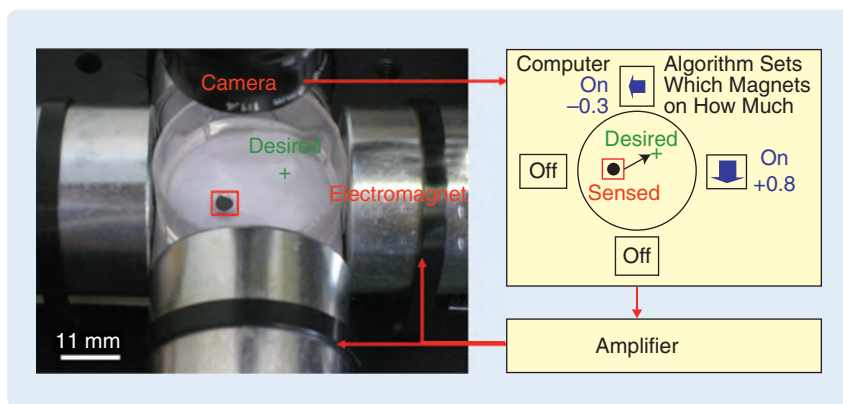 Camera
Desired
+
Electromagnet
11 mm
Computer
On
–0.3
Algorithm Sets
Which Magnets
on How Much
Desired
+
Off
Sensed
On
+0.8
Off
Amplifier